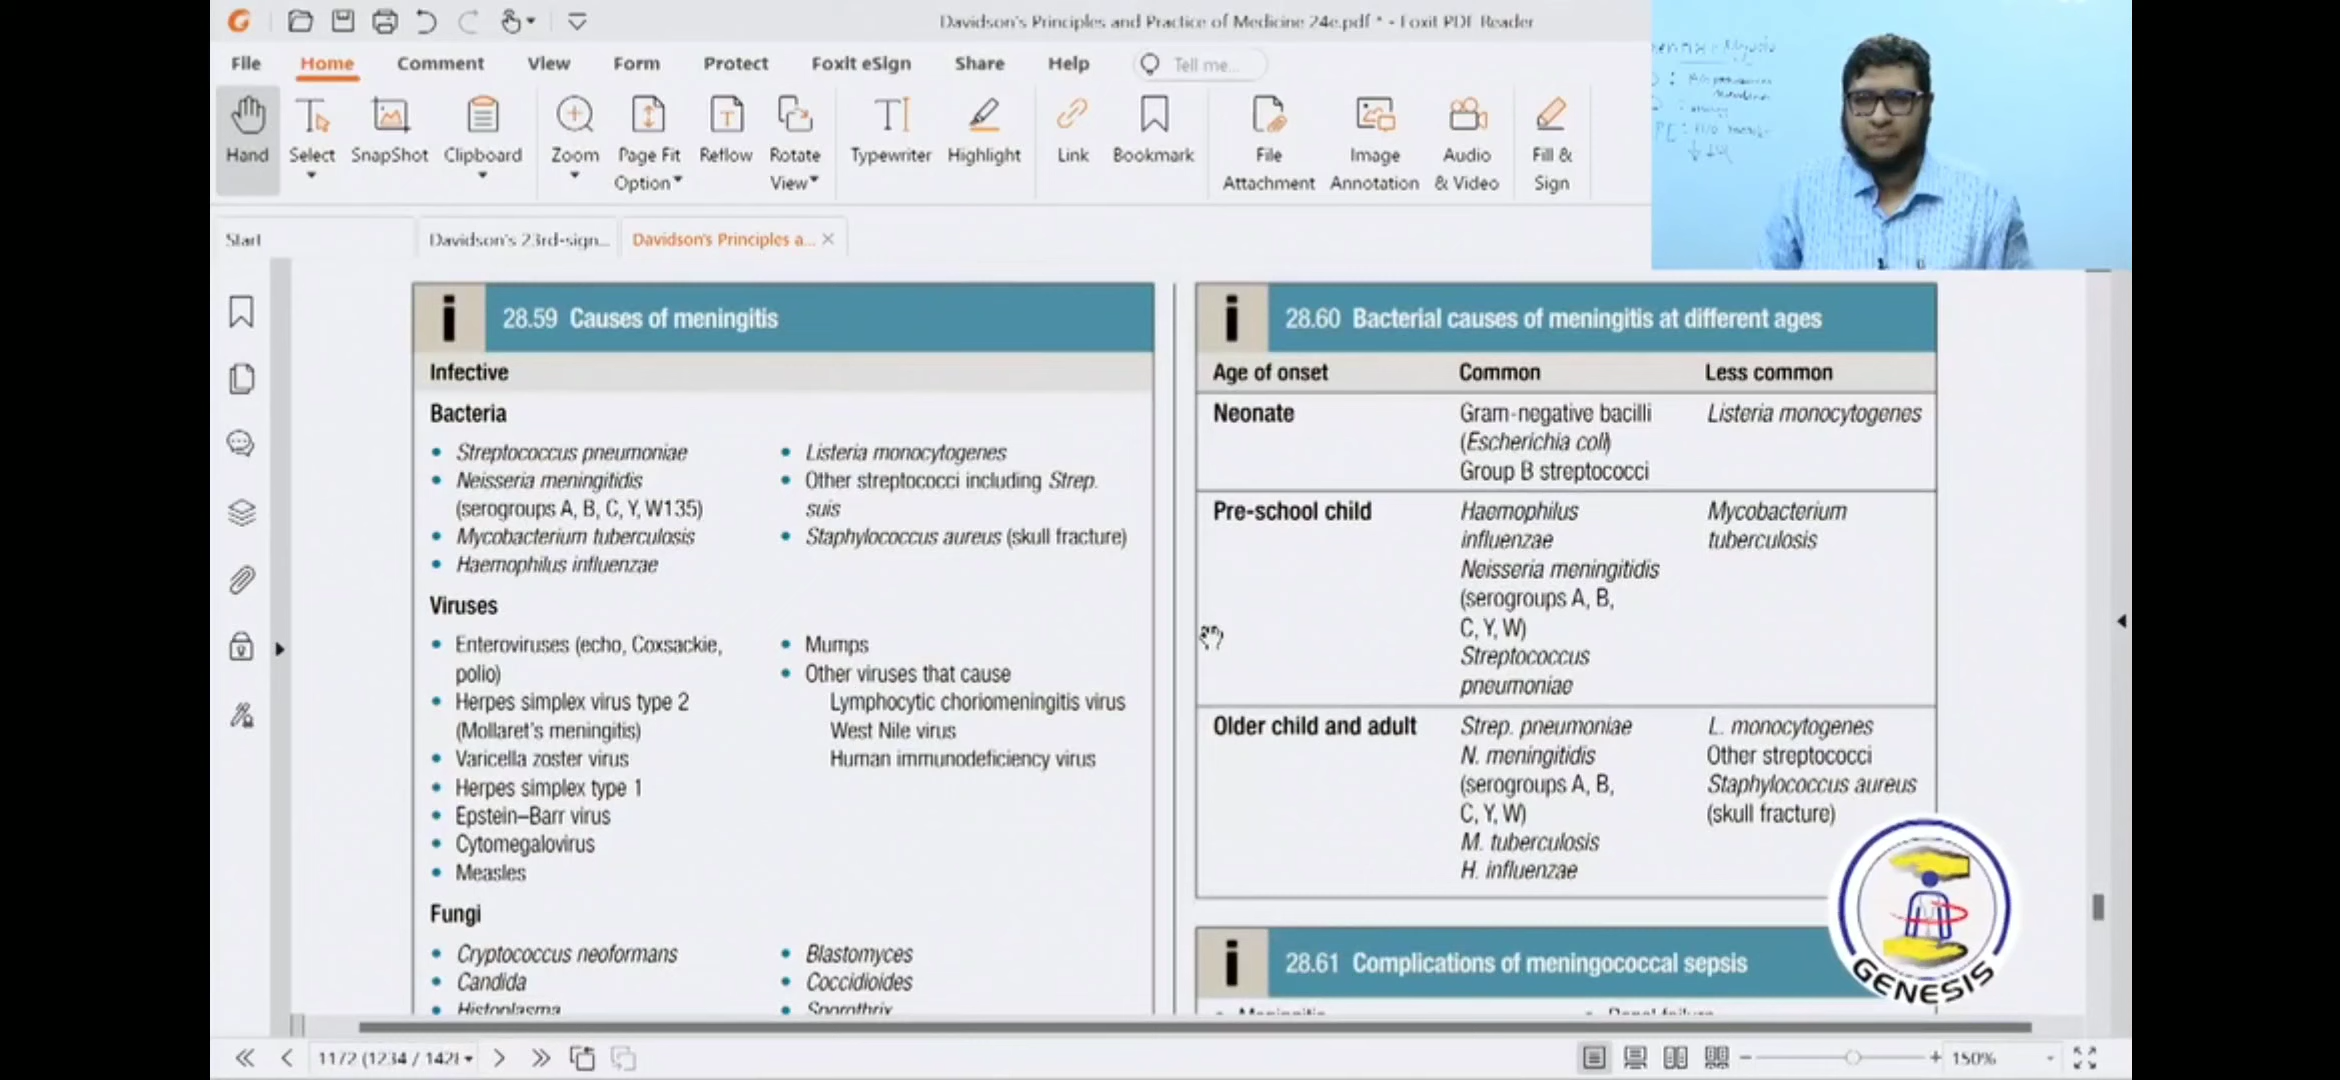 Davidson's Principles and Practice of Medicine 24e.pdf * - Foxit PDF Reader
File Home Comment View Form Protect Foxit eSign Share Help Tell me...
Hand Select SnapShot Clipboard Zoom Page Fit Option Reflow Rotate View Typewriter Highlight Link Bookmark File Attachment Image Annotation Audio & Video Fill & Sign
Start Davidson's 23rd-sign... Davidson's Principles a...
i 28.59 Causes of meningitis
Infective
Bacteria
• Streptococcus pneumoniae
• Neisseria meningitidis
(serogroups A, B, C, Y, W135)
• Mycobacterium tuberculosis
• Haemophilus influenzae
• Listeria monocytogenes
• Other streptococci including Strep.
suis
• Staphylococcus aureus (skull fracture)
Viruses
• Enteroviruses (echo, Coxsackie,
polio)
• Herpes simplex virus type 2
(Mollaret's meningitis)
• Varicella zoster virus
• Herpes simplex type 1
• Epstein–Barr virus
• Cytomegalovirus
• Measles
• Mumps
• Other viruses that cause
Lymphocytic choriomeningitis virus
West Nile virus
Human immunodeficiency virus
Fungi
• Cryptococcus neoformans
• Candida
• Histoplasma
• Blastomyces
• Coccidioides
• Sporothrix
i 28.60 Bacterial causes of meningitis at different ages
Age of onset Common Less common
Neonate
Gram-negative bacilli
(Escherichia coli)
Group B streptococci
Listeria monocytogenes
Pre-school child
Haemophilus
influenzae
Neisseria meningitidis
(serogroups A, B,
C, Y, W)
Streptococcus
pneumoniae
Mycobacterium
tuberculosis
Older child and adult
Strep. pneumoniae
N. meningitidis
(serogroups A, B,
C, Y, W)
M. tuberculosis
H. influenzae
L. monocytogenes
Other streptococci
Staphylococcus aureus
(skull fracture)
i 28.61 Complications of meningococcal sepsis
• Meningitis
• Renal failure
GENESIS
1172 (1234 / 142
150%